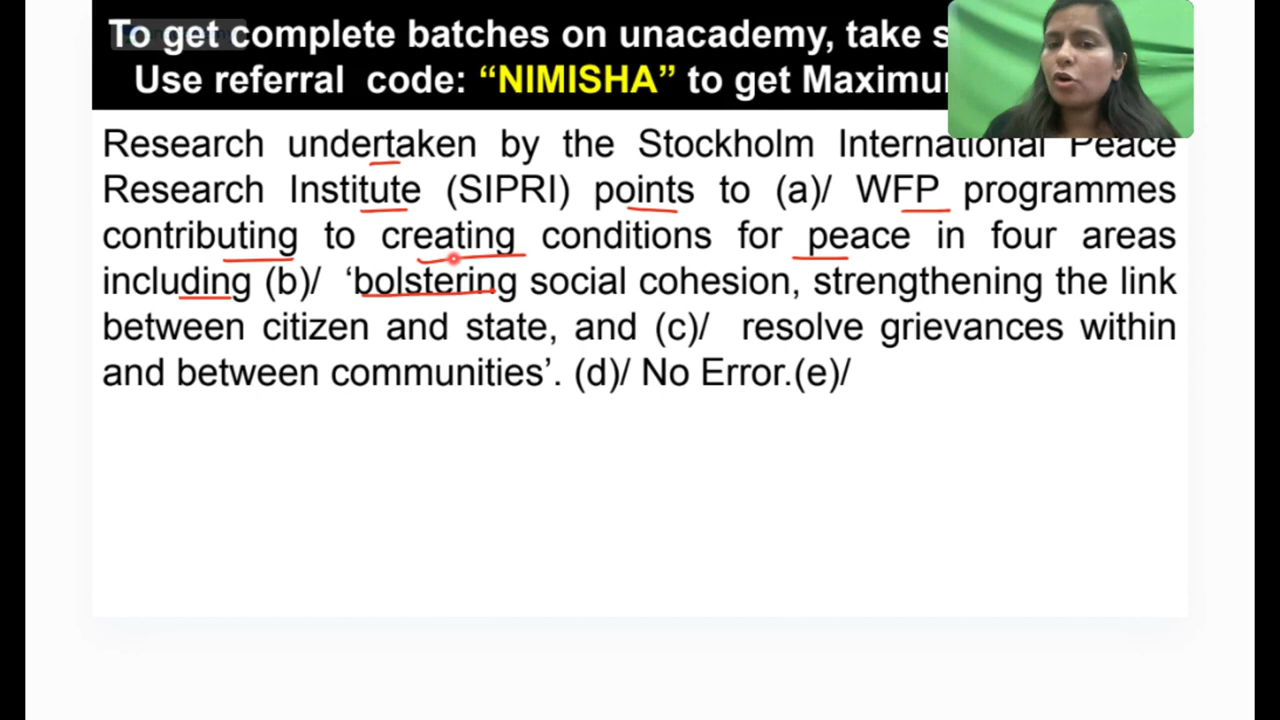 To get complete batches on unacademy, take
Use referral code: “NIMISHA” to get
Research undertaken by the Stockholm International Peace
Research Institute (SIPRI) points to (a)/ WFP programmes
contributing to creating conditions for peace in four areas
including (b)/ ‘bolstering social cohesion, strengthening the link
between citizen and state, and (c)/ resolve grievances within
and between communities’. (d)/ No Error.(e)/